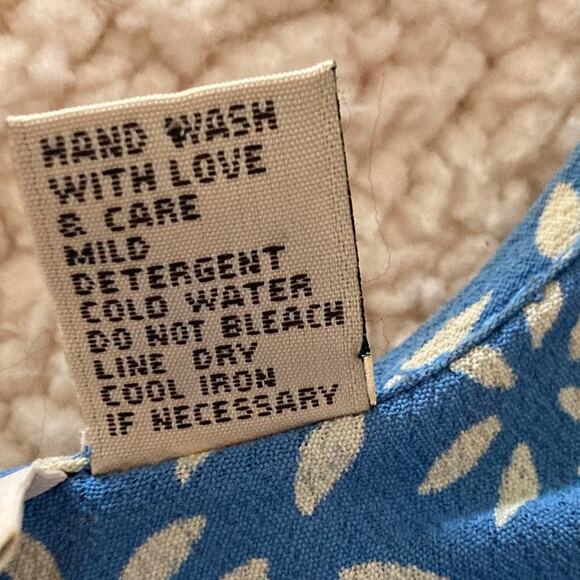 HAND WASH
WITH LOVE
& CARE
MILD
DETERGENT
COLD WATER
DO NOT BLEACH
LINE DRY
COOL IRON
IF NECESSARY